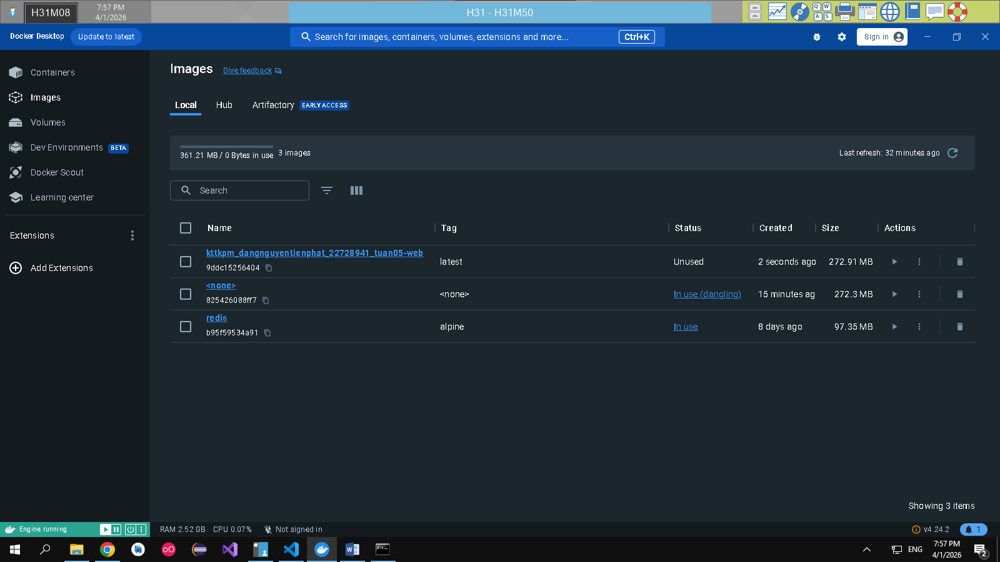 H31M08
7:57 PM
4/1/2026
H31 - H31M50
Q W
A S
Docker Desktop
Update to latest
Search for images, containers, volumes, extensions and more...
Ctrl+K
Sign in
Containers
Images
Volumes
Dev Environments BETA
Docker Scout
Learning center
Extensions
Add Extensions
Images
Give feedback
Local Hub Artifactory EARLY ACCESS
361.21 MB / 0 Bytes in use 3 images
Last refresh: 32 minutes ago
Search
Name Tag Status Created Size Actions
kttkpm_dangnguyentienphat_22728941_tuan05-web
9ddc15256404
latest Unused 2 seconds ago 272.91 MB
<none>
825426088ff7
<none> In use (dangling) 15 minutes ag 272.3 MB
redis
b95f59534a91
alpine In use 8 days ago 97.35 MB
Showing 3 items
Engine running
RAM 2.52 GB CPU 0.07% Not signed in
v4.24.2
1
ENG
7:57 PM
4/1/2026
2